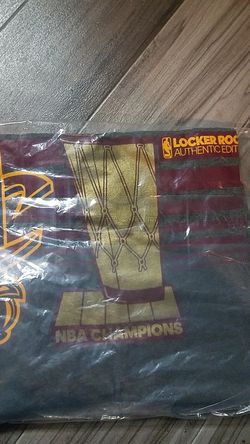 LOCKER ROO
AUTHENTIC EDIT
NBA CHAMPIONS